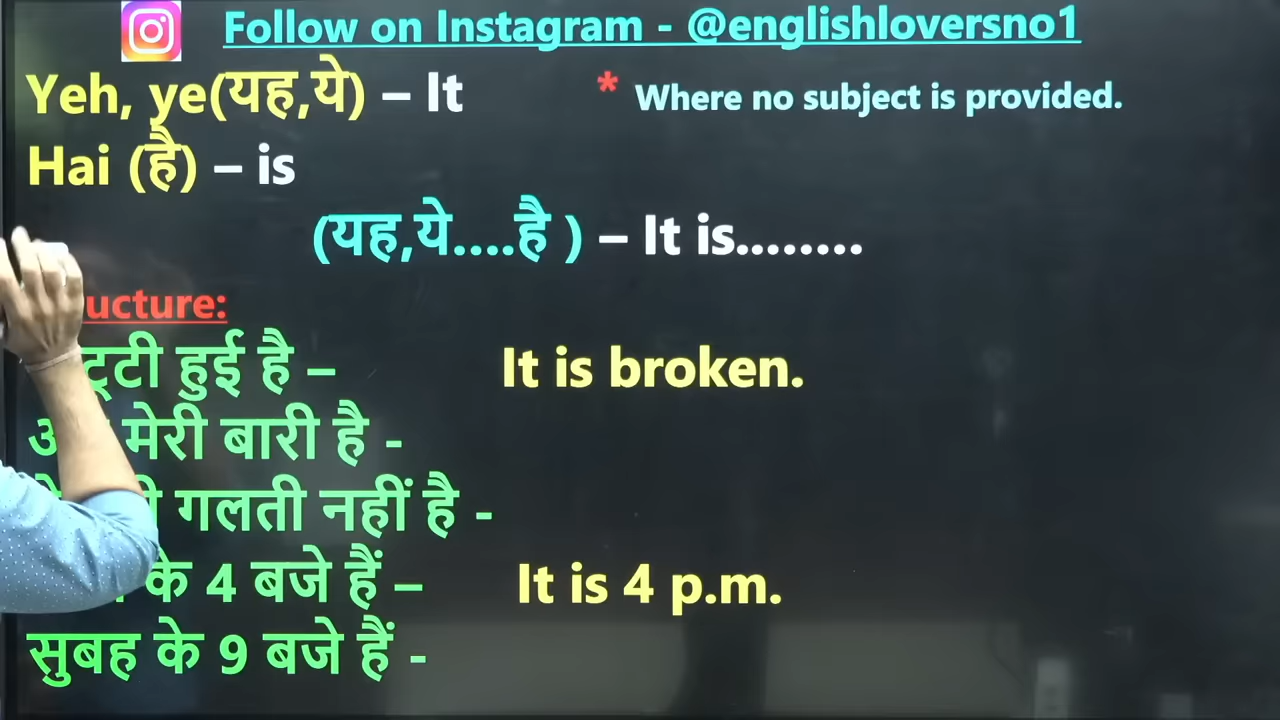 Follow on Instagram - @englishloversno1
Yeh, ye(यह,ये) – It
* Where no subject is provided.
Hai (है) – is
(यह,ये....है ) – It is........
ucture:
टूटी हुई है – It is broken.
मेरी बारी है -
गलती नहीं है -
के 4 बजे हैं – It is 4 p.m.
सुबह के 9 बजे हैं -